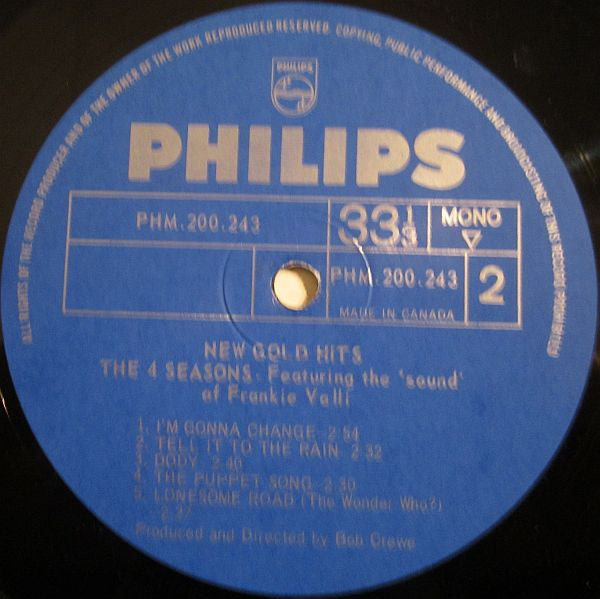 ALL RIGHTS OF THE RECORD PRODUCER AND OF THE OWNER OF THE WORK REPRODUCED RESERVED. COPYING, PUBLIC PERFORMANCE AND BROADCASTING OF THIS RECORD PROHIBITED
PHILIPS
PHILIPS
PHM.200.243
33 1/3
MONO
PHM.200.243
2
MADE IN CANADA
NEW GOLD HITS
THE 4 SEASONS - Featuring the 'sound'
of Frankie Valli
1. I'M GONNA CHANGE 2:54
2. TELL IT TO THE RAIN 2:32
3. DODY 2:40
4. THE PUPPET SONG 2:30
5. LONESOME ROAD (The Wonder Who?)
2:27
Produced and Directed by Bob Crewe